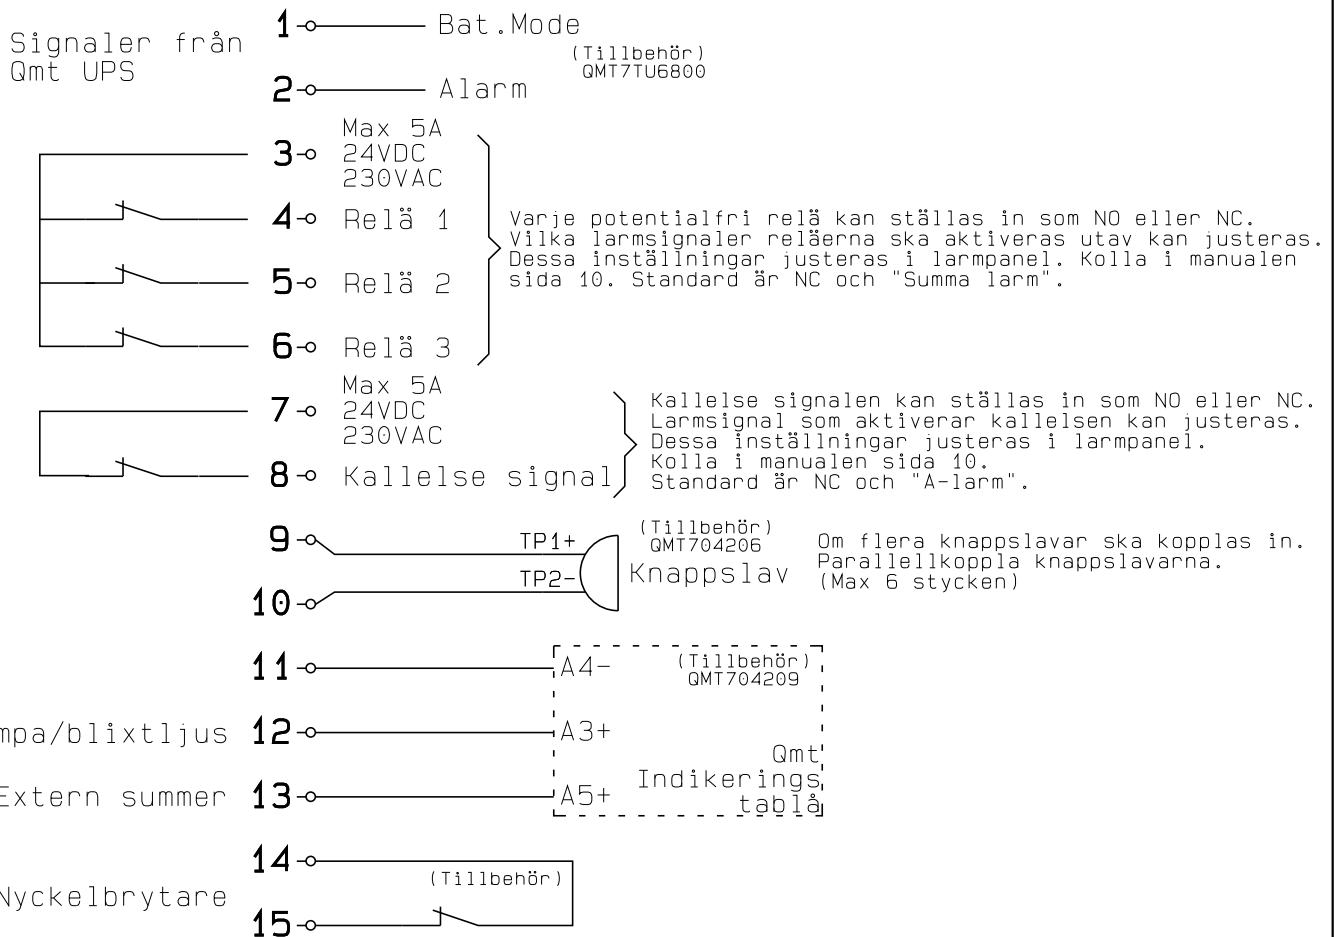 Signaler från
Qmt UPS
1 Bat.Mode
(Tillbehör)
QMT7TU6800
2 Alarm
Max 5A
3 24VDC
230VAC
4 Relä 1
5 Relä 2
6 Relä 3
Varje potentialfri relä kan ställas in som NO eller NC.
Vilka larmsignaler reläerna ska aktiveras utav kan justeras.
Dessa inställningar justeras i larmpanel. Kolla i manualen
sida 10. Standard är NC och "Summa larm".
Max 5A
7 24VDC
230VAC
8 Kallelse signal
Kallelse signalen kan ställas in som NO eller NC.
Larmsignal som aktiverar kallelsen kan justeras.
Dessa inställningar justeras i larmpanel.
Kolla i manualen sida 10.
Standard är NC och "A-larm".
9 TP1+
10 TP2-
(Tillbehör)
QMT704206
Knappslav
Om flera knappslavar ska kopplas in.
Parallellkoppla knappslavarna.
(Max 6 stycken)
11 A4-
(Tillbehör)
QMT704209
mpa/blixtljus 12 A3+
Extern summer 13 A5+
Qmt
Indikerings
tablå
14
(Tillbehör)
Nyckelbrytare
15